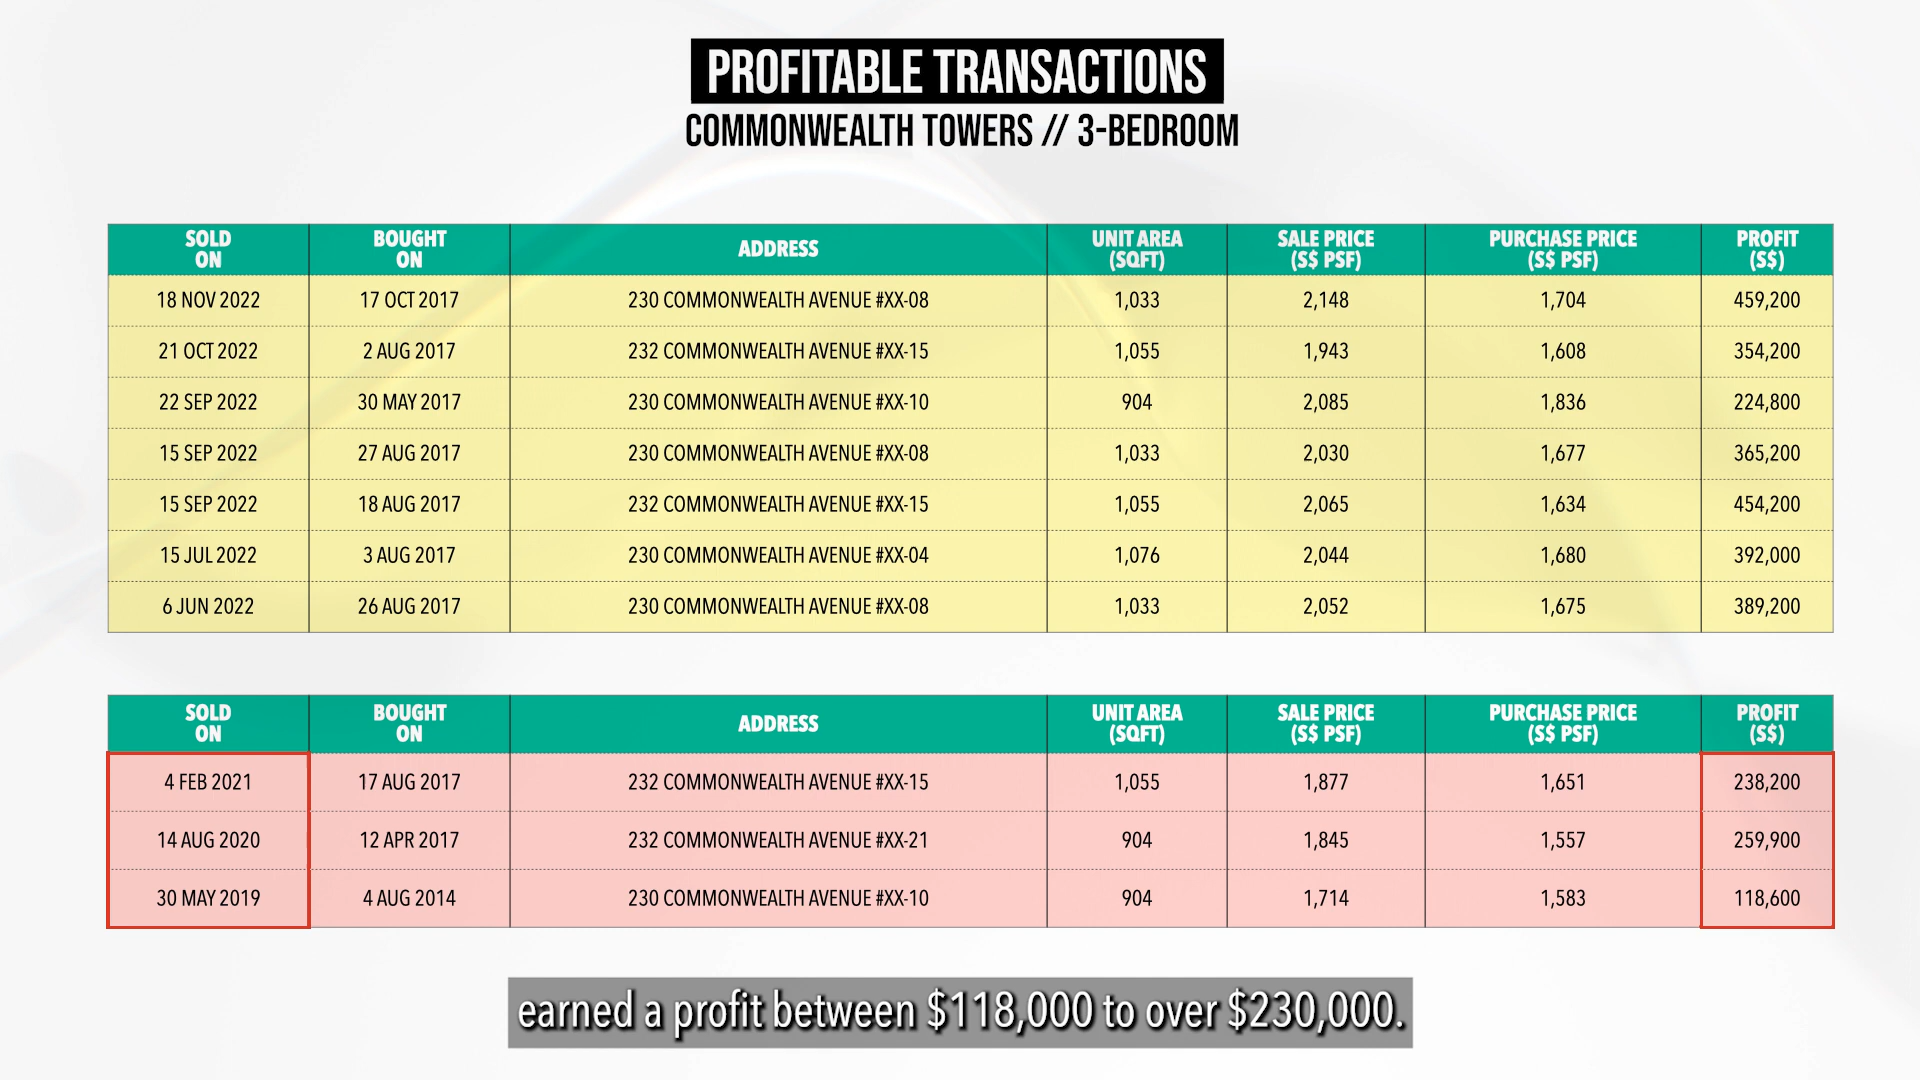 PROFITABLE TRANSACTIONS
COMMONWEALTH TOWERS // 3-BEDROOM
SOLD ON BOUGHT ON ADDRESS UNIT AREA (SQFT) SALE PRICE (S$ PSF) PURCHASE PRICE (S$ PSF) PROFIT (S$)
18 NOV 2022 17 OCT 2017 230 COMMONWEALTH AVENUE #XX-08 1,033 2,148 1,704 459,200
21 OCT 2022 2 AUG 2017 232 COMMONWEALTH AVENUE #XX-15 1,055 1,943 1,608 354,200
22 SEP 2022 30 MAY 2017 230 COMMONWEALTH AVENUE #XX-10 904 2,085 1,836 224,800
15 SEP 2022 27 AUG 2017 230 COMMONWEALTH AVENUE #XX-08 1,033 2,030 1,677 365,200
15 SEP 2022 18 AUG 2017 232 COMMONWEALTH AVENUE #XX-15 1,055 2,065 1,634 454,200
15 JUL 2022 3 AUG 2017 230 COMMONWEALTH AVENUE #XX-04 1,076 2,044 1,680 392,000
6 JUN 2022 26 AUG 2017 230 COMMONWEALTH AVENUE #XX-08 1,033 2,052 1,675 389,200
SOLD ON BOUGHT ON ADDRESS UNIT AREA (SQFT) SALE PRICE (S$ PSF) PURCHASE PRICE (S$ PSF) PROFIT (S$)
4 FEB 2021 17 AUG 2017 232 COMMONWEALTH AVENUE #XX-15 1,055 1,877 1,651 238,200
14 AUG 2020 12 APR 2017 232 COMMONWEALTH AVENUE #XX-21 904 1,845 1,557 259,900
30 MAY 2019 4 AUG 2014 230 COMMONWEALTH AVENUE #XX-10 904 1,714 1,583 118,600
earned a profit between $118,000 to over $230,000.